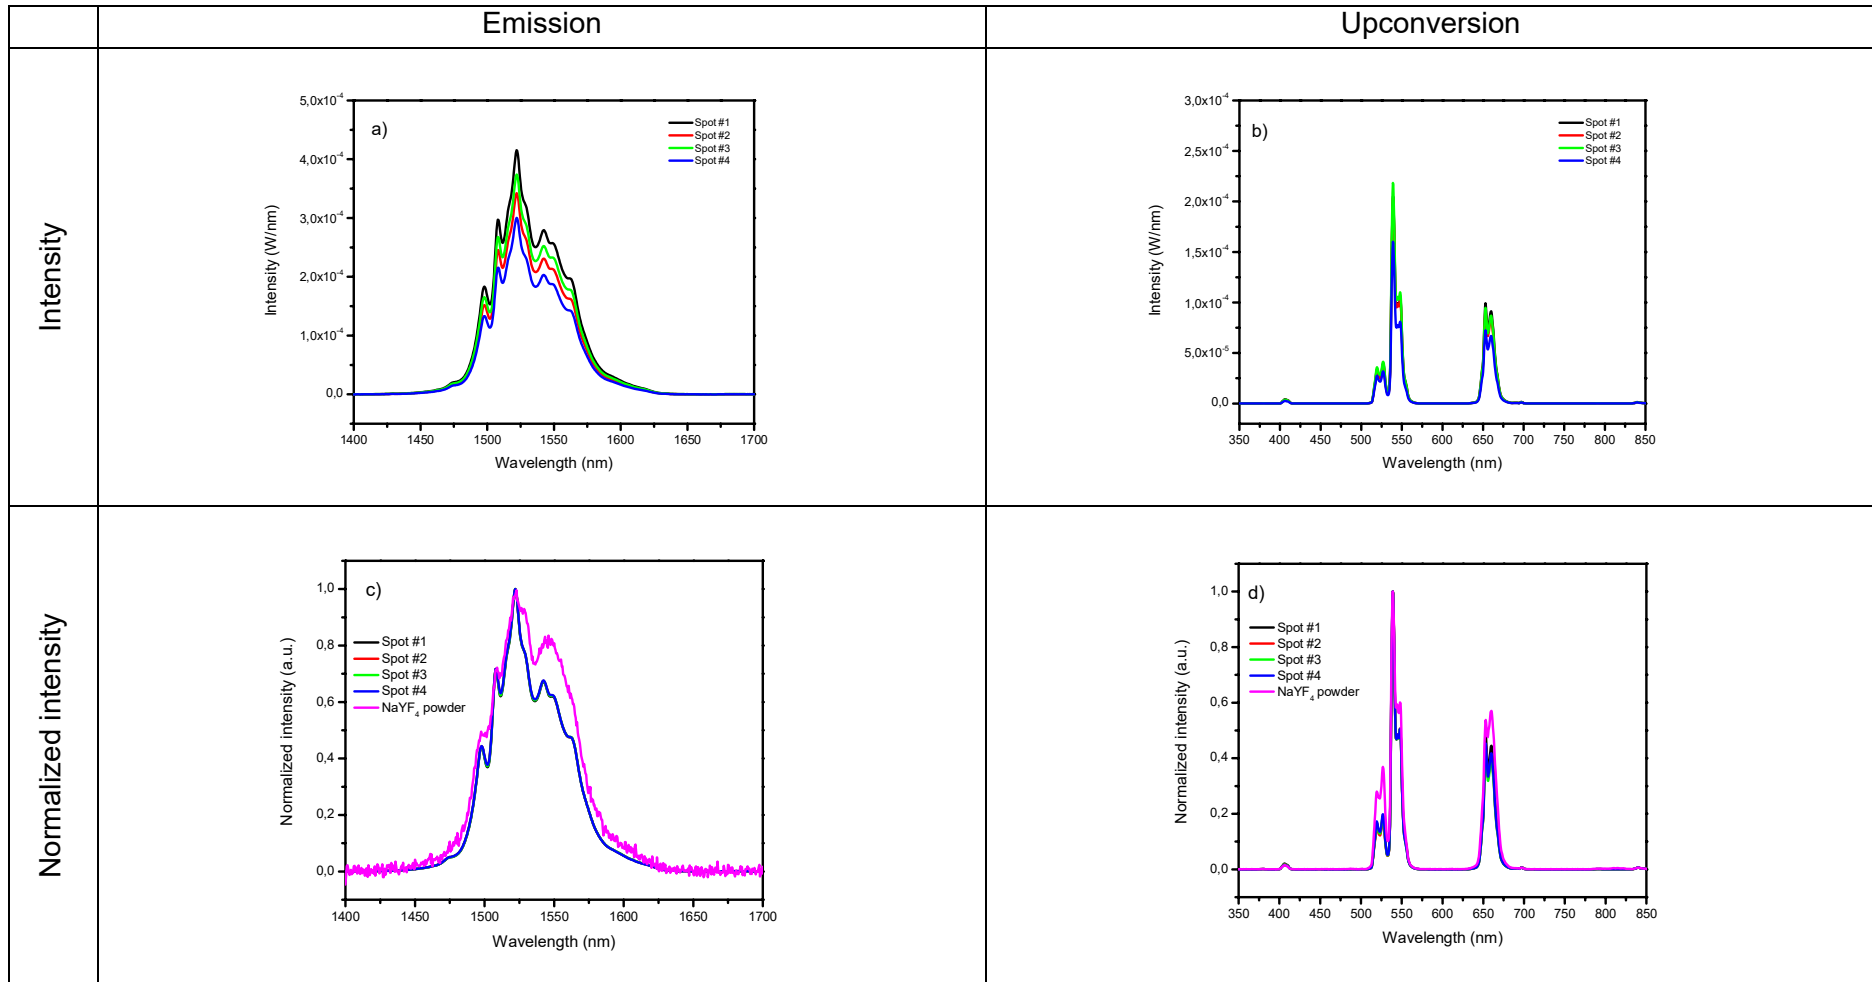 Emission
Upconversion
Intensity
5,0x10⁻⁴
4,0x10⁻⁴
3,0x10⁻⁴
2,0x10⁻⁴
1,0x10⁻⁴
0,0
Intensity (W/nm)
a)
Spot #1
Spot #2
Spot #3
Spot #4
1400 1450 1500 1550 1600 1650 1700
Wavelength (nm)
3,0x10⁻⁴
2,5x10⁻⁴
2,0x10⁻⁴
1,5x10⁻⁴
1,0x10⁻⁴
5,0x10⁻⁵
0,0
Intensity (W/nm)
b)
Spot #1
Spot #2
Spot #3
Spot #4
350 400 450 500 550 600 650 700 750 800 850
Wavelength (nm)
Normalized intensity
1,0
0,8
0,6
0,4
0,2
0,0
Normalized intensity (a.u.)
c)
Spot #1
Spot #2
Spot #3
Spot #4
NaYF₄ powder
1400 1450 1500 1550 1600 1650 1700
Wavelength (nm)
1,0
0,8
0,6
0,4
0,2
0,0
Normalized intensity (a.u.)
d)
Spot #1
Spot #2
Spot #3
Spot #4
NaYF₄ powder
350 400 450 500 550 600 650 700 750 800 850
Wavelength (nm)